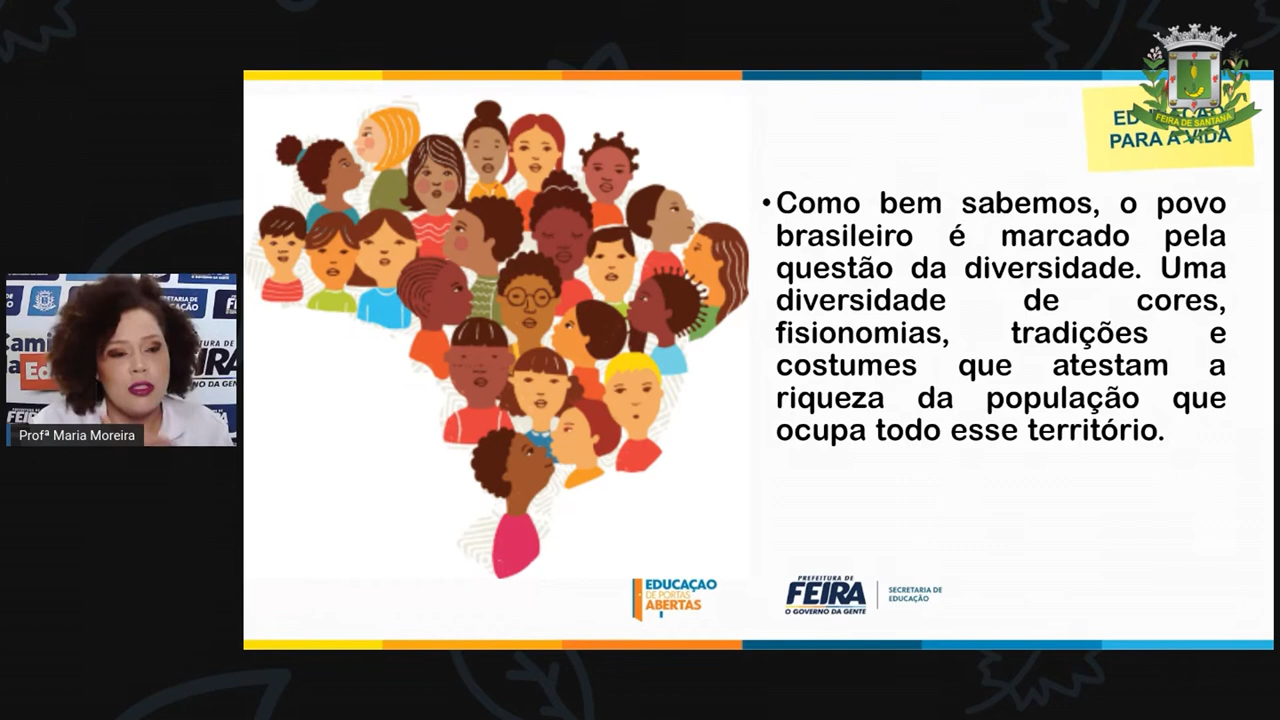 FEIRA DE SANTANA
PARA A VIDA
• Como bem sabemos, o povo
brasileiro é marcado pela
questão da diversidade. Uma
diversidade de cores,
fisionomias, tradições e
costumes que atestam a
riqueza da população que
ocupa todo esse território.
Profª Maria Moreira
EDUCAÇÃO
DE PORTAS
ABERTAS
PREFEITURA DE
FEIRA
O GOVERNO DA GENTE
SECRETARIA DE
EDUCAÇÃO